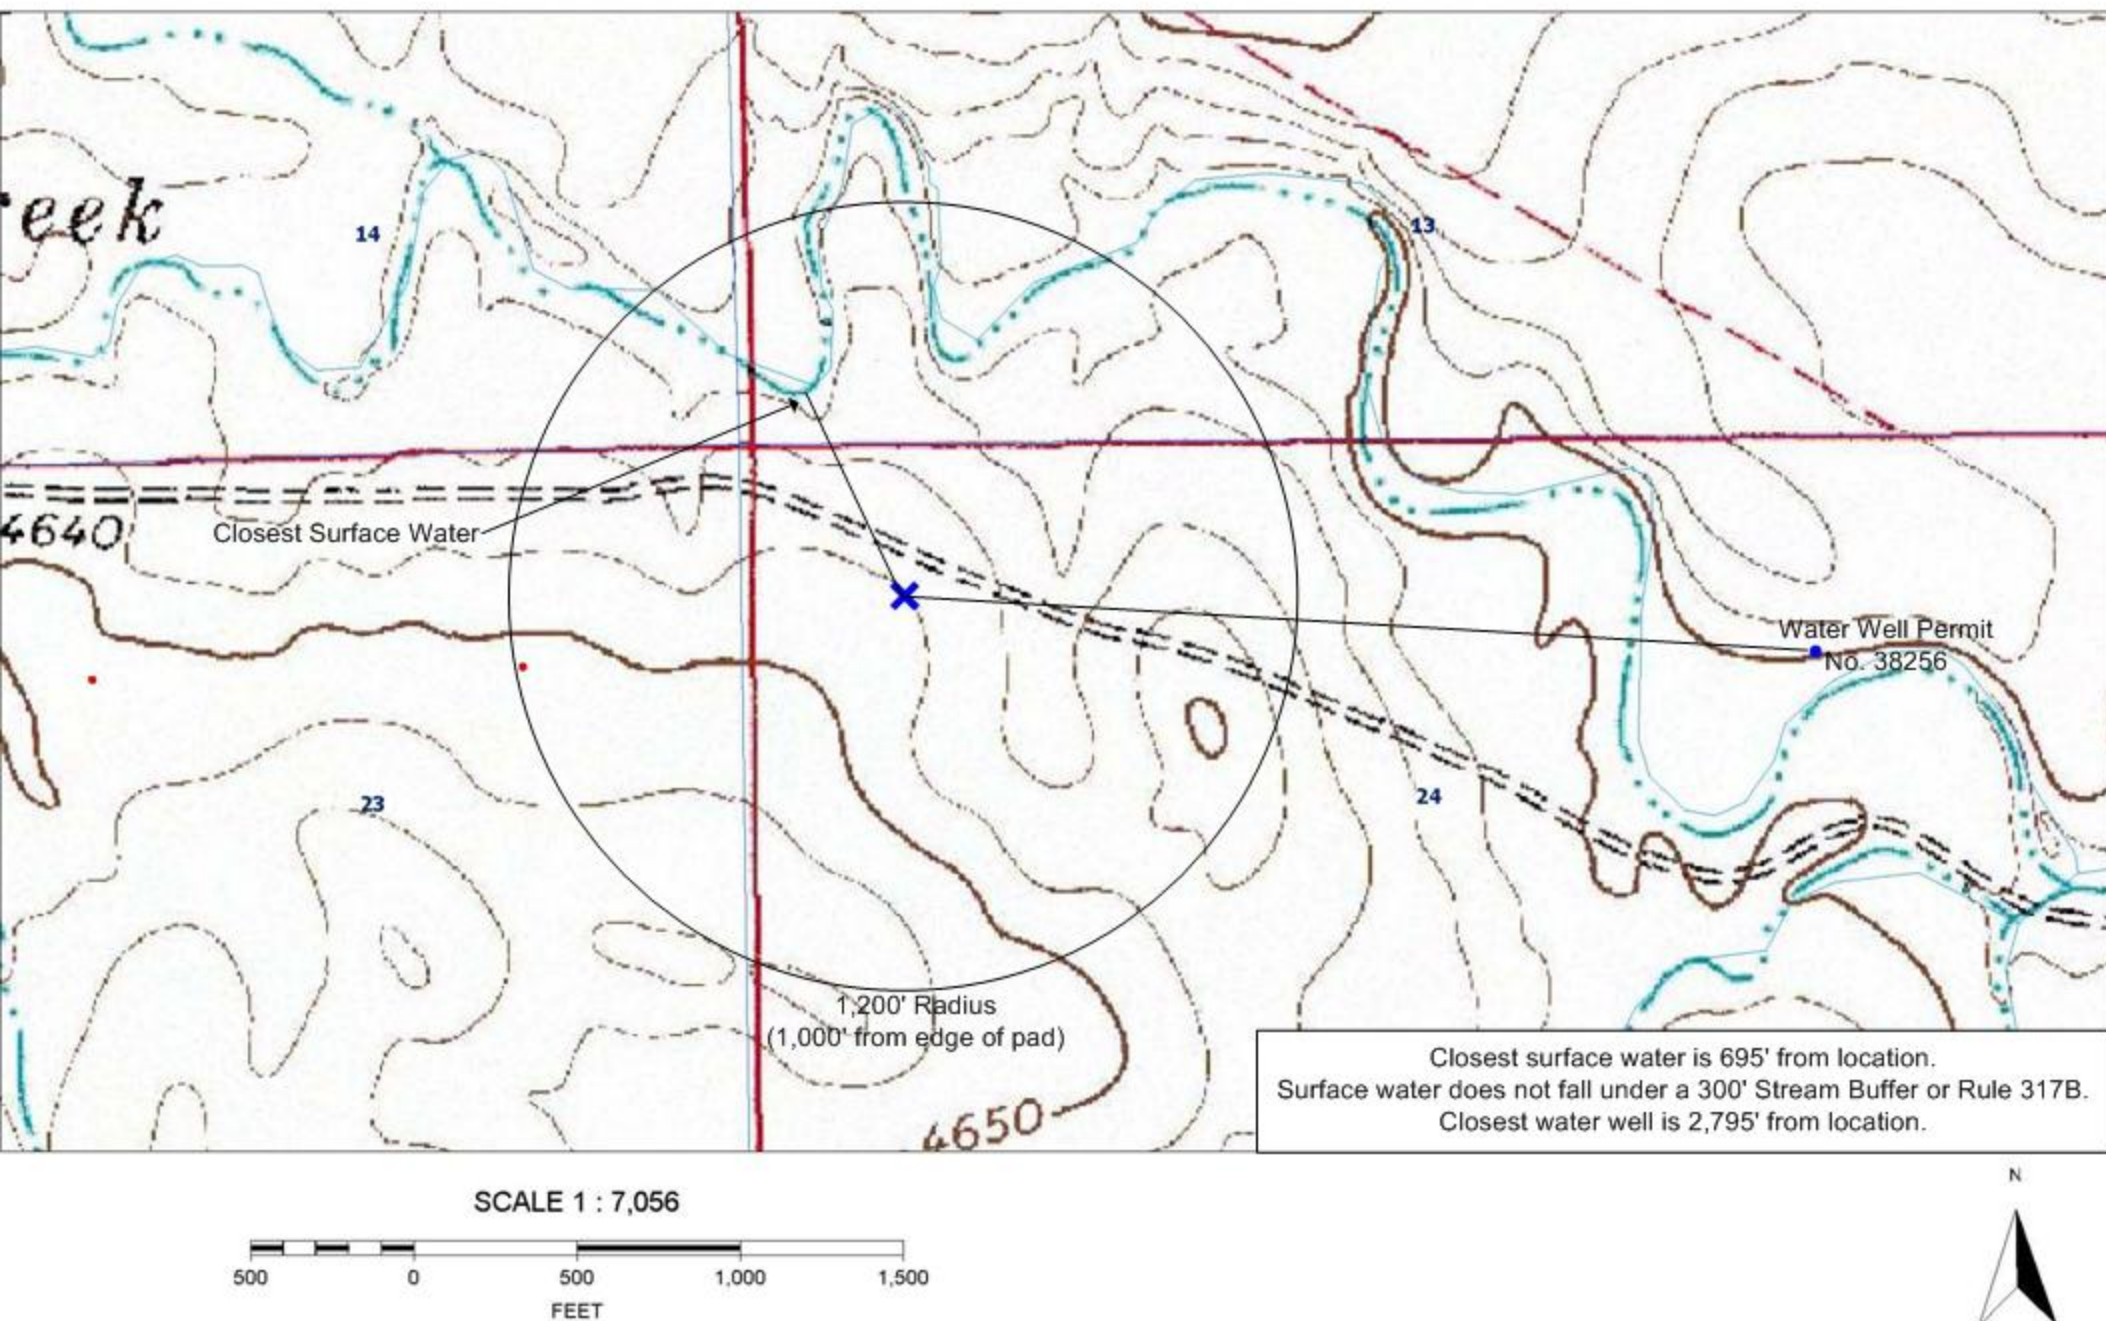 reek
14
13
4640
Closest Surface Water
Water Well Permit
No. 38256
23
24
1,200' Radius
(1,000' from edge of pad)
4650
Closest surface water is 695' from location.
Surface water does not fall under a 300' Stream Buffer or Rule 317B.
Closest water well is 2,795' from location.
N
SCALE 1 : 7,056
500 0 500 1,000 1,500
FEET